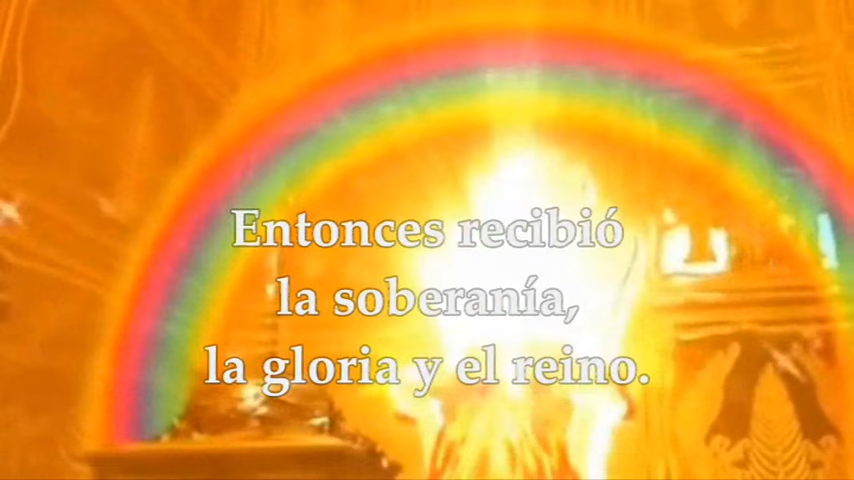 Entonces recibió
la soberanía,
la gloria y el reino.